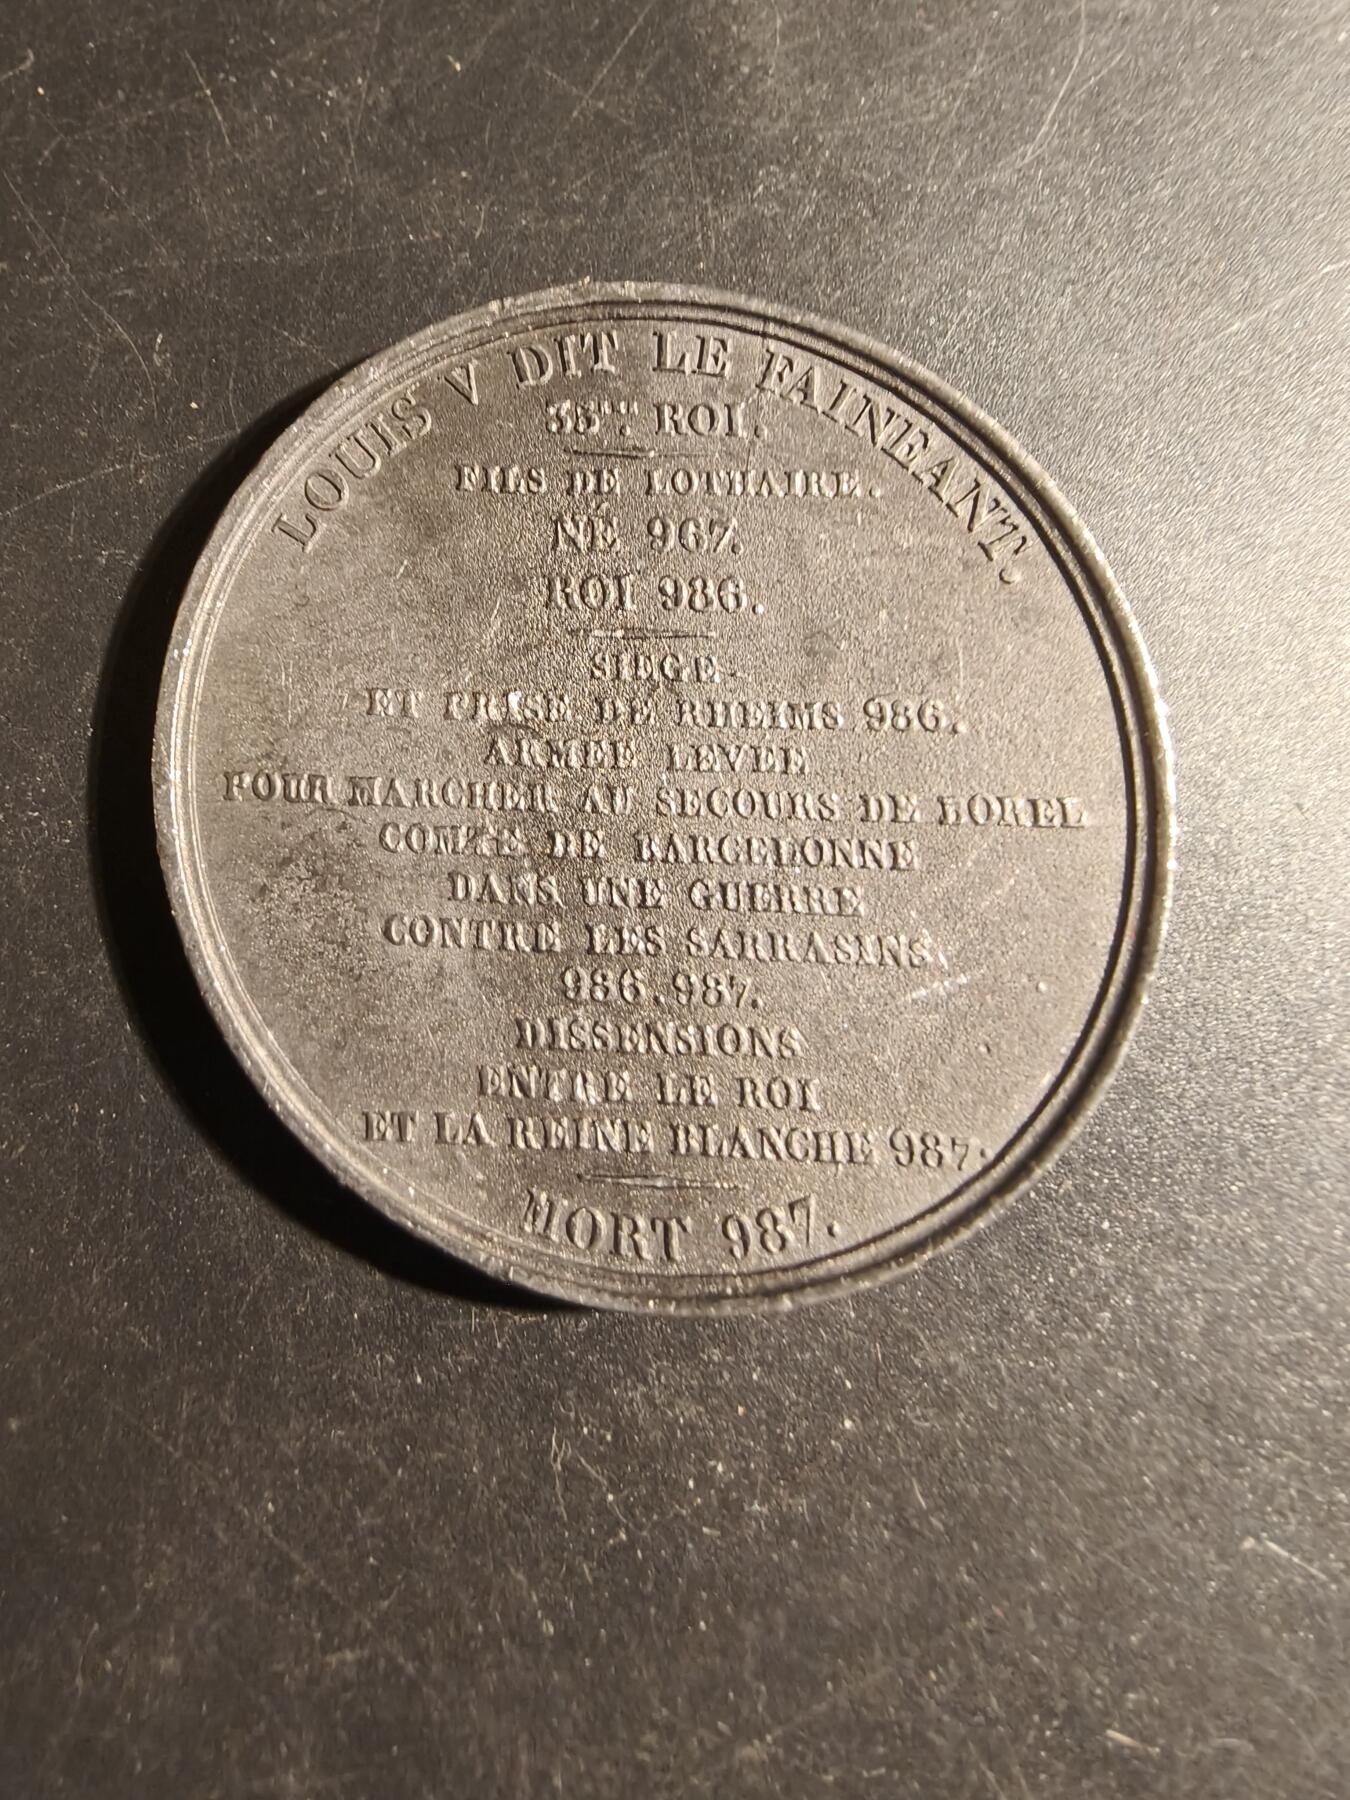 LOUIS V DIT LE FAINEANT.
35ME. ROI.
FILS DE LOTHAIRE.
NÉ 967.
ROI 986.
SIEGE
ET PRISE DE RHEIMS 986.
ARMEE LEVEE
POUR MARCHER AU SECOURS DE BOREL
COMTE DE BARCELONNE
DANS UNE GUERRE
CONTRE LES SARRASINS.
986.987.
DISSENSIONS
ENTRE LE ROI
ET LA REINE BLANCHE 987.
MORT 987.